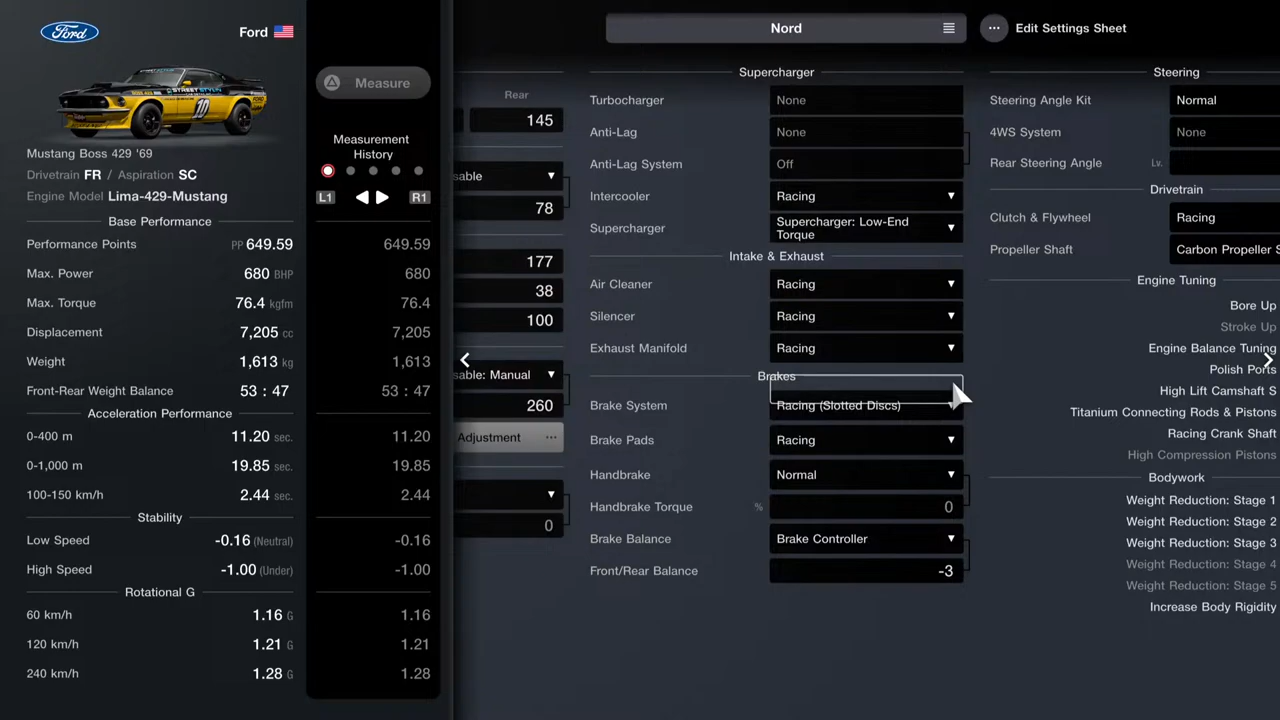 Ford
Ford
Mustang Boss 429 '69
Drivetrain FR / Aspiration SC
Engine Model Lima-429-Mustang
Base Performance
Performance Points PP 649.59
Max. Power 680 BHP
Max. Torque 76.4 kgfm
Displacement 7,205 cc
Weight 1,613 kg
Front-Rear Weight Balance 53 : 47
Acceleration Performance
0-400 m 11.20 sec.
0-1,000 m 19.85 sec.
100-150 km/h 2.44 sec.
Stability
Low Speed -0.16 (Neutral)
High Speed -1.00 (Under)
Rotational G
60 km/h 1.16 G
120 km/h 1.21 G
240 km/h 1.28 G
Measure
Measurement
History
L1 R1
649.59
680
76.4
7,205
1,613
53 : 47
11.20
19.85
2.44
-0.16
-1.00
1.16
1.21
1.28
Nord
Edit Settings Sheet
Rear
145
sable
78
177
38
100
sable: Manual
260
Adjustment
0
Supercharger
Turbocharger None
Anti-Lag None
Anti-Lag System Off
Intercooler Racing
Supercharger Supercharger: Low-End
Torque
Intake & Exhaust
Air Cleaner Racing
Silencer Racing
Exhaust Manifold Racing
Brakes
Brake System Racing (Slotted Discs)
Brake Pads Racing
Handbrake Normal
Handbrake Torque % 0
Brake Balance Brake Controller
Front/Rear Balance -3
Steering
Steering Angle Kit Normal
4WS System None
Rear Steering Angle Lv.
Drivetrain
Clutch & Flywheel Racing
Propeller Shaft Carbon Propeller S
Engine Tuning
Bore Up
Stroke Up
Engine Balance Tuning
Polish Ports
High Lift Camshaft S
Titanium Connecting Rods & Pistons
Racing Crank Shaft
High Compression Pistons
Bodywork
Weight Reduction: Stage 1
Weight Reduction: Stage 2
Weight Reduction: Stage 3
Weight Reduction: Stage 4
Weight Reduction: Stage 5
Increase Body Rigidity